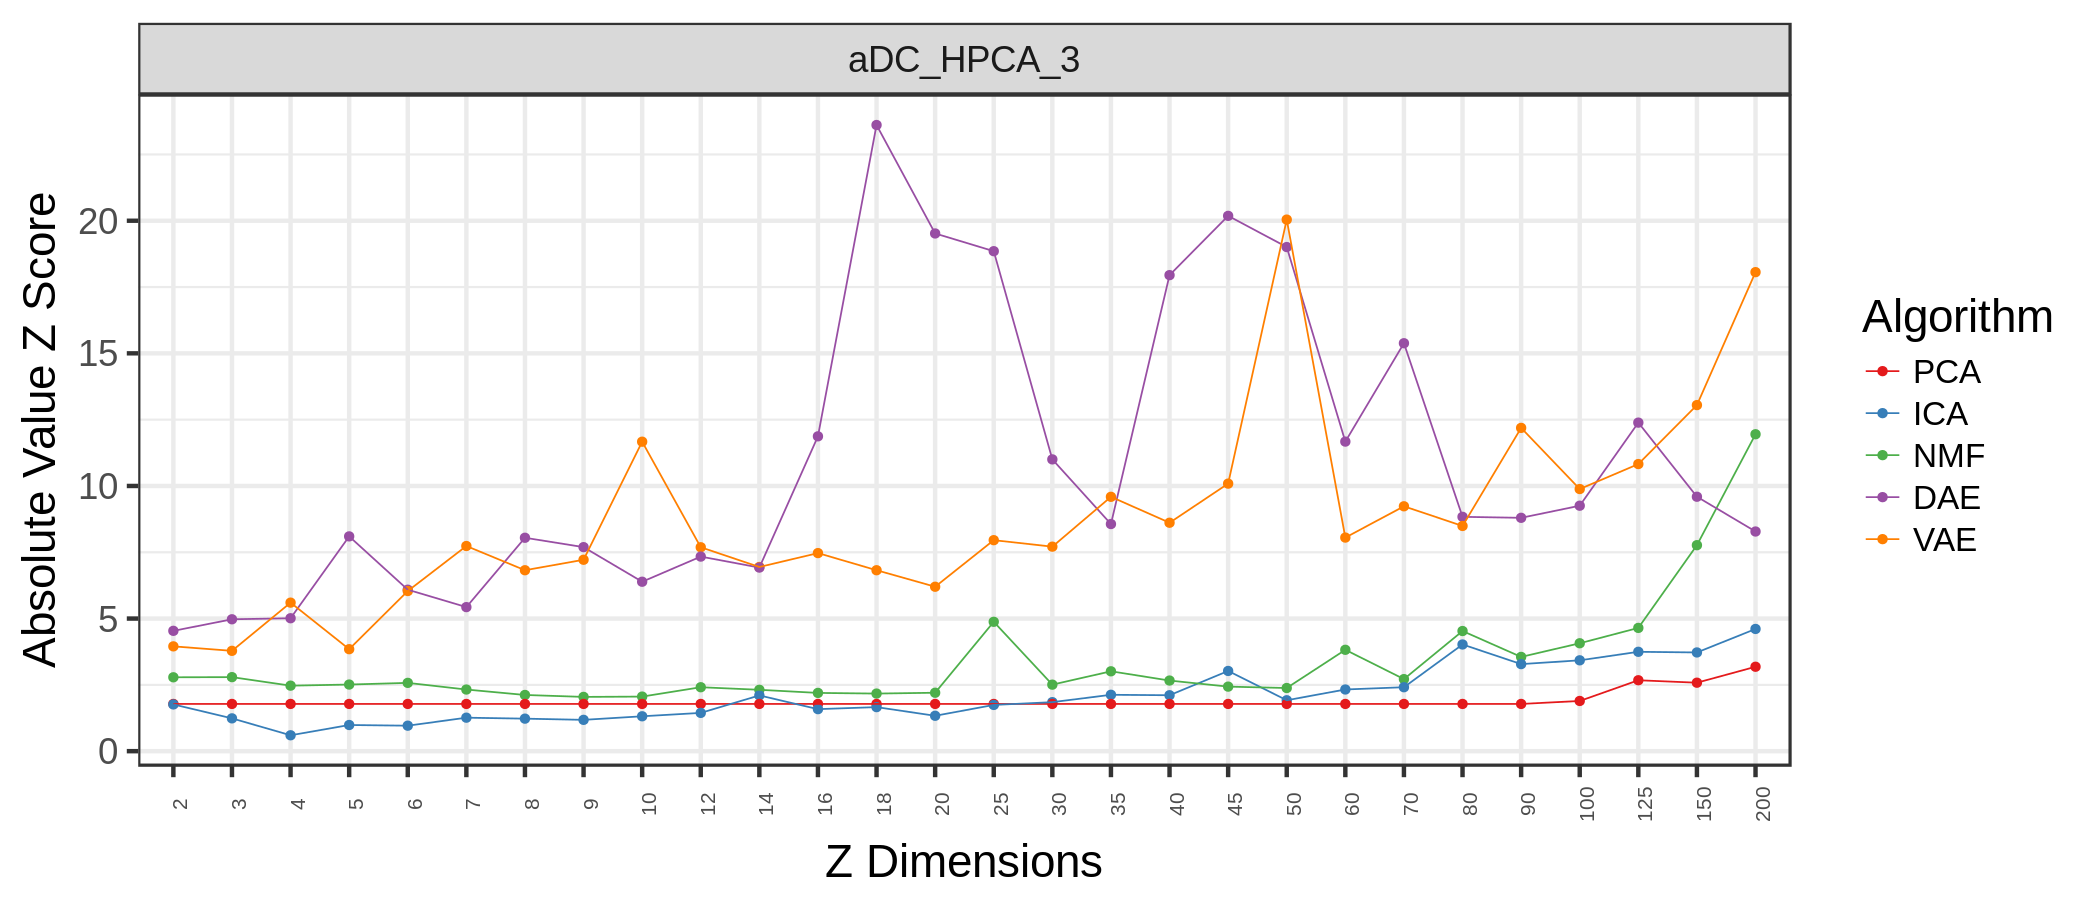 aDC_HPCA_3
Absolute Value Z Score
20
15
10
5
0
2 3 4 5 6 7 8 9 10 12 14 16 18 20 25 30 35 40 45 50 60 70 80 90 100 125 150 200
Z Dimensions
Algorithm
PCA
ICA
NMF
DAE
VAE